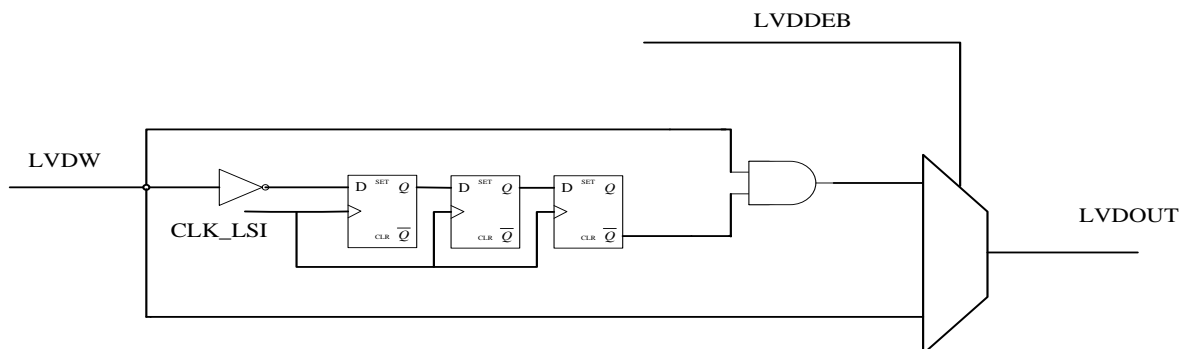 LVDDEB
LVDW
D SET Q
D SET Q
D SET Q
LVDOUT
CLK_LSI
CLR Q̅
CLR Q̅
CLR Q̅